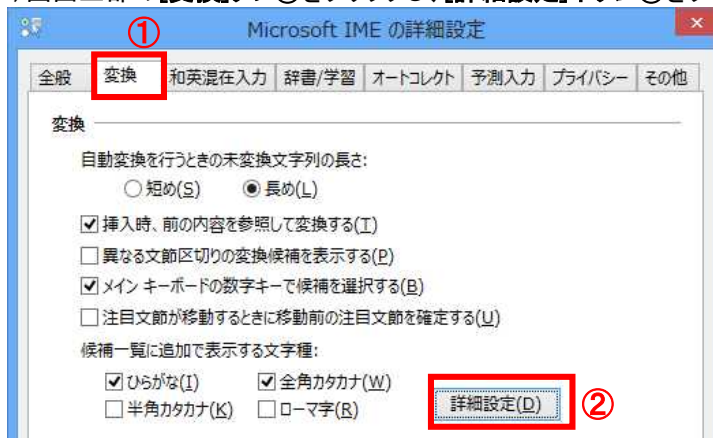 ①
Microsoft IME の詳細設定
全般 変換 和英混在入力 辞書/学習 オートコレクト 予測入力 プライバシー その他
変換
自動変換を行うときの未変換文字列の長さ:
短め(S) 長め(L)
挿入時、前の内容を参照して変換する(T)
異なる文節区切りの変換候補を表示する(P)
メイン キーボードの数字キーで候補を選択する(B)
注目文節が移動するときに移動前の注目文節を確定する(U)
候補一覧に追加で表示する文字種:
ひらがな(I) 全角カタカナ(W)
半角カタカナ(K) ローマ字(R)
詳細設定(D) ②